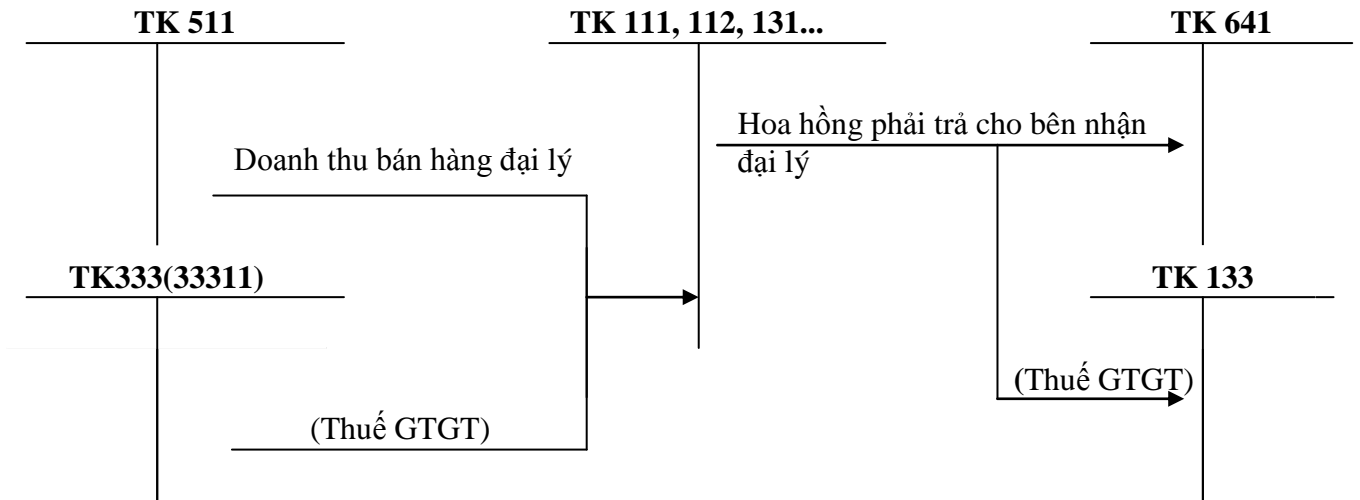 TK 511
TK 111, 112, 131...
TK 641
Hoa hồng phải trả cho bên nhận
đại lý
Doanh thu bán hàng đại lý
TK333(33311)
TK 133
(Thuế GTGT)
(Thuế GTGT)